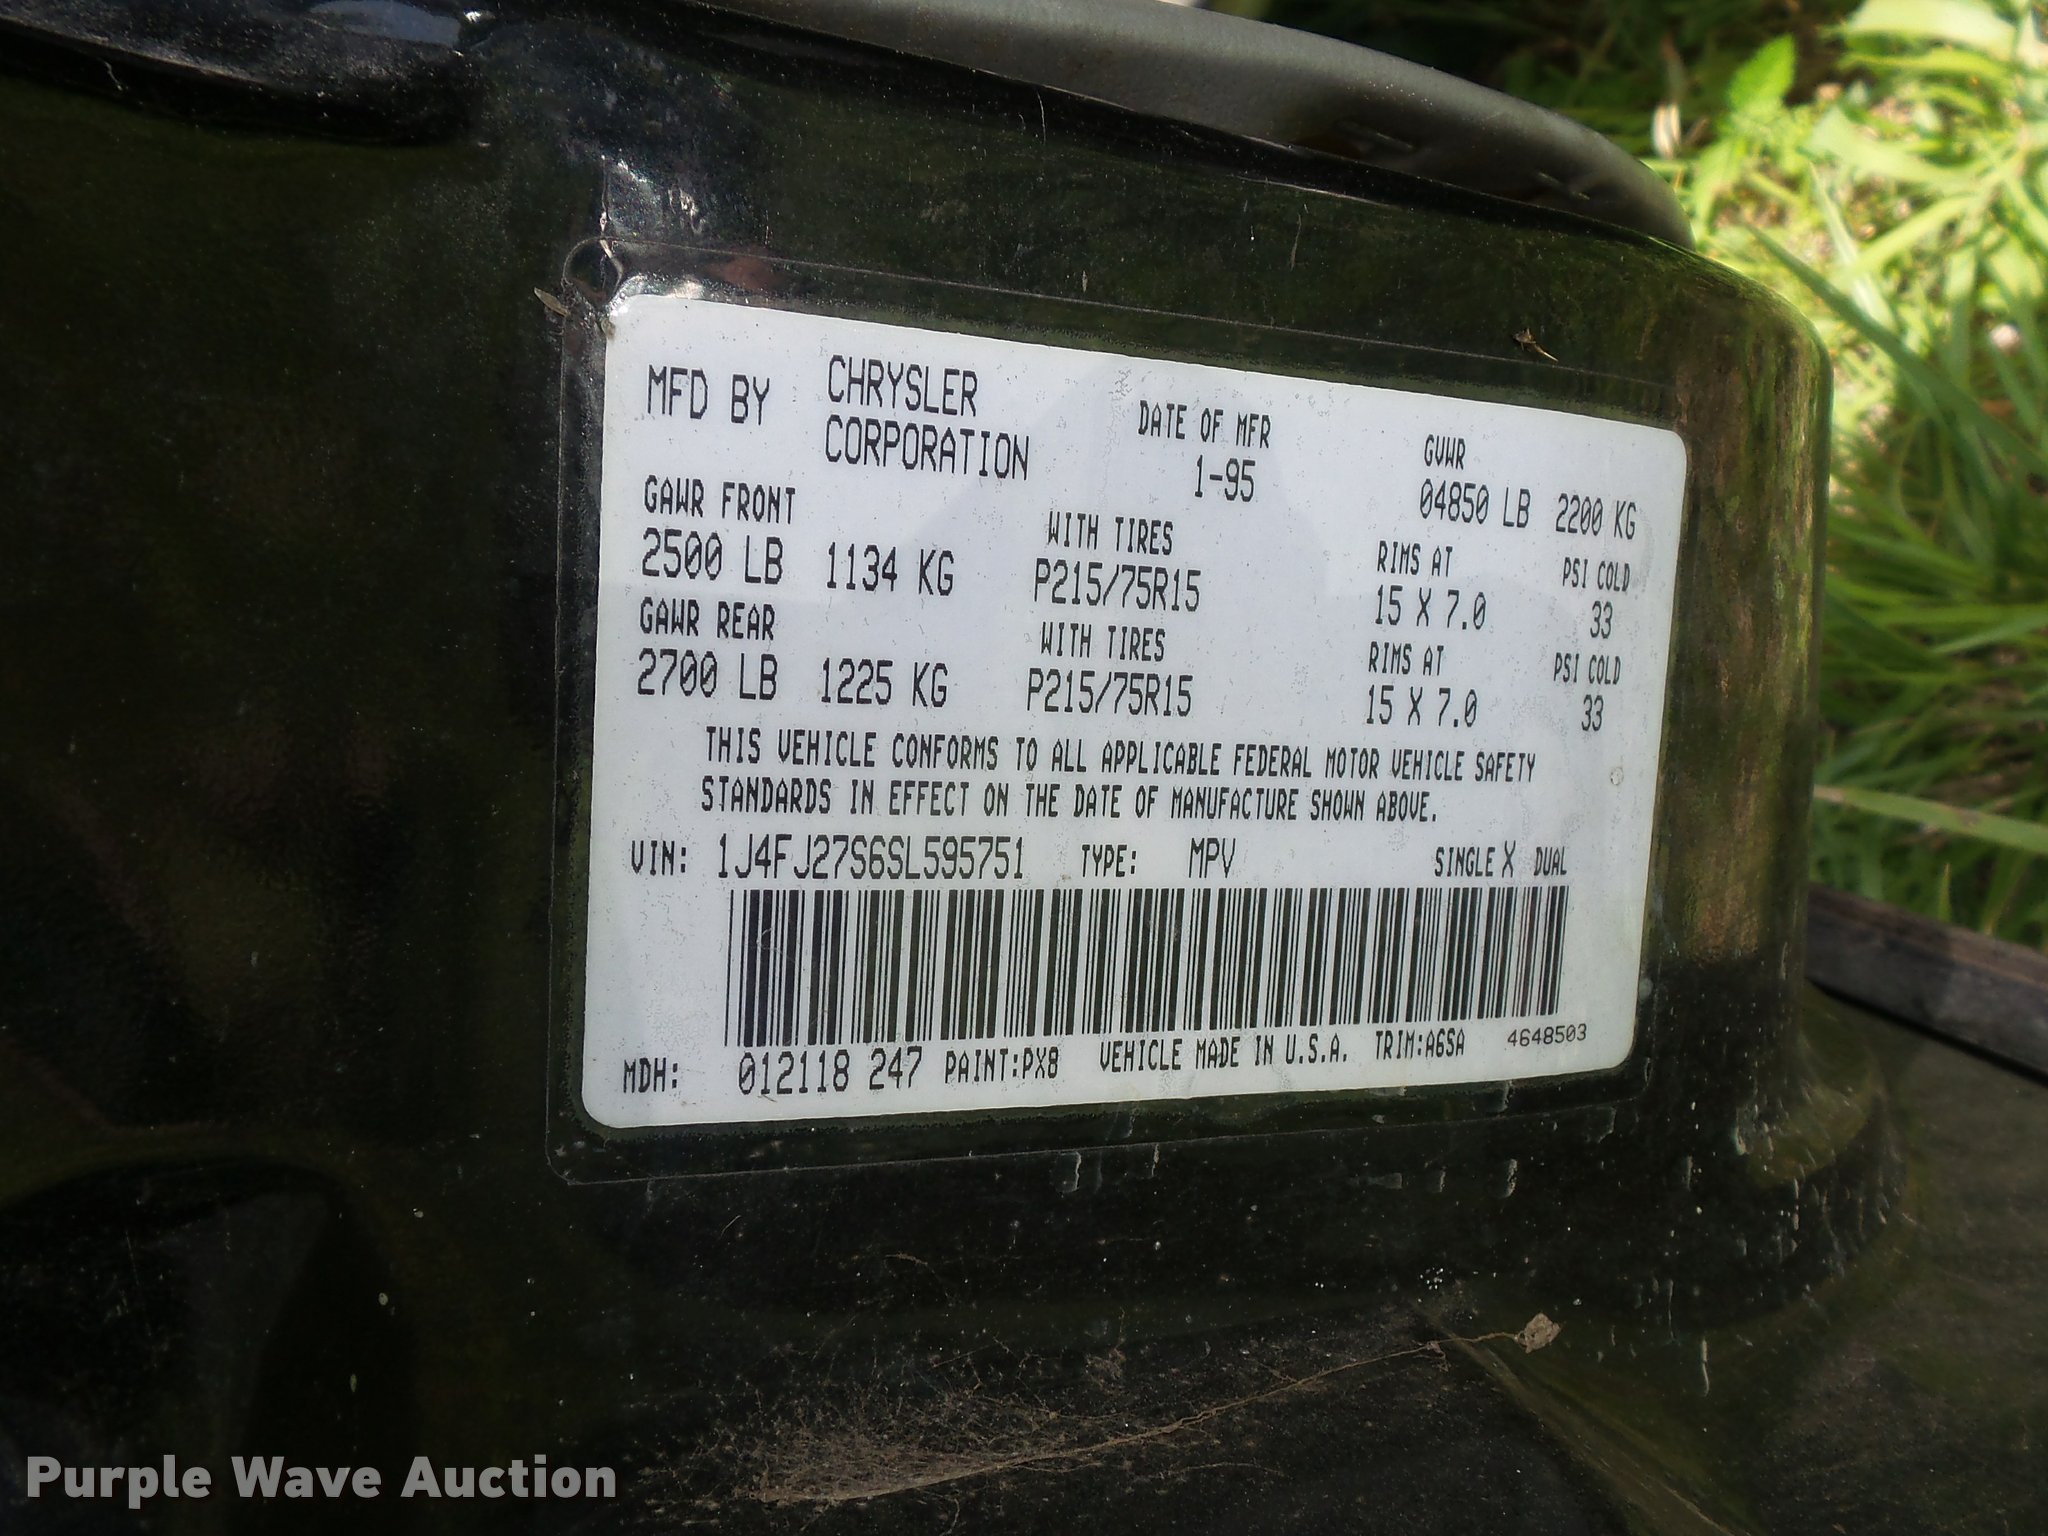 MFD BY CHRYSLER CORPORATION DATE OF MFR 1-95 GVWR 04850 LB 2200 KG
GAWR FRONT WITH TIRES RIMS AT PSI COLD
2500 LB 1134 KG P215/75R15 15 X 7.0 33
GAWR REAR WITH TIRES RIMS AT PSI COLD
2700 LB 1225 KG P215/75R15 15 X 7.0 33
THIS VEHICLE CONFORMS TO ALL APPLICABLE FEDERAL MOTOR VEHICLE SAFETY
STANDARDS IN EFFECT ON THE DATE OF MANUFACTURE SHOWN ABOVE.
VIN: 1J4FJ27S6SL595751 TYPE: MPV SINGLE X DUAL
MDH: 012118 247 PAINT:PX8 VEHICLE MADE IN U.S.A. TRIM:A6SA 4648503
Purple Wave Auction